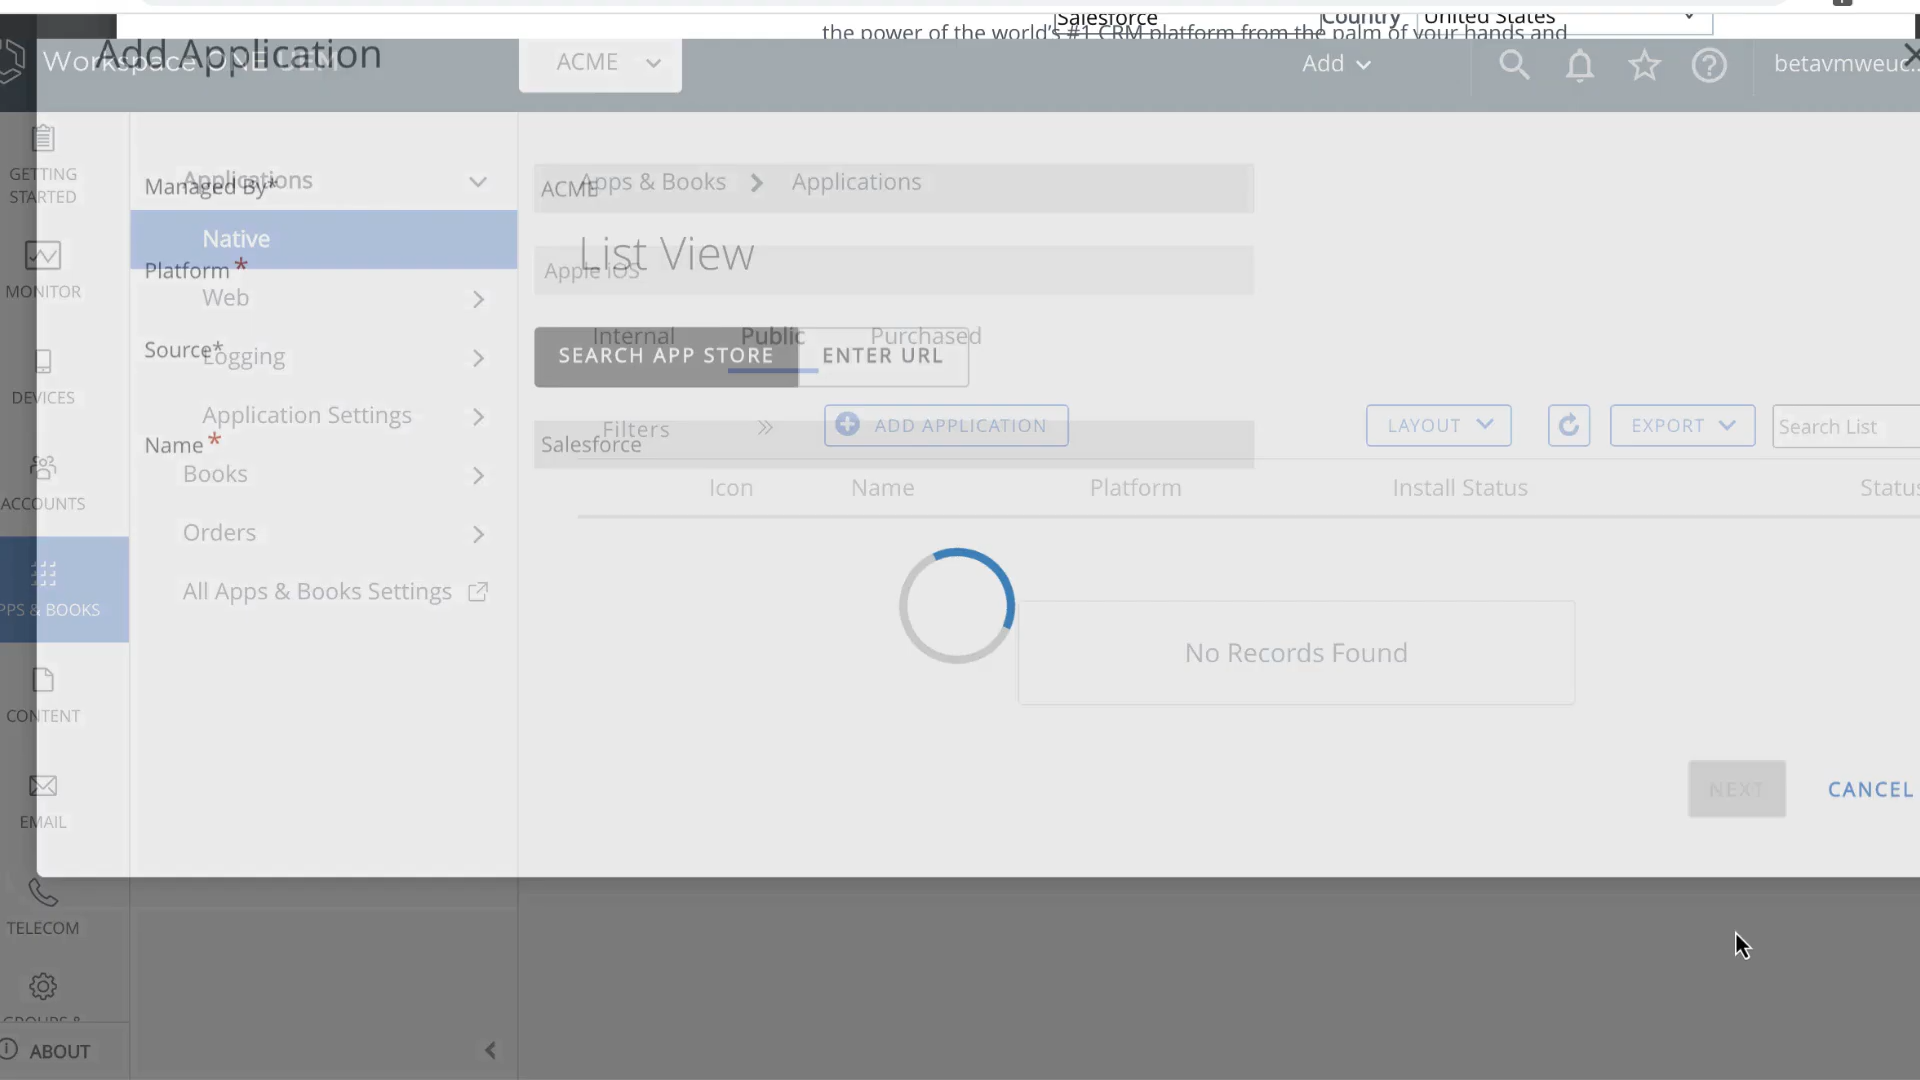 Salesforce Country United States
the power of the world's #1 CRM platform from the palm of your hands and
Add Application
Workspace ONE UEM
ACME
Add
betavmweuc...
GETTING STARTED
MONITOR
DEVICES
ACCOUNTS
APPS & BOOKS
CONTENT
EMAIL
TELECOM
GROUPS &
ABOUT
Applications
Native
Web
Logging
Application Settings
Books
Orders
All Apps & Books Settings
Managed By*
ACME
Platform *
Apple iOS
Source*
SEARCH APP STORE
ENTER URL
Name *
Salesforce
Apps & Books > Applications
List View
Internal Public Purchased
Filters »
ADD APPLICATION
LAYOUT
EXPORT
Search List
Icon Name Platform Install Status Status
No Records Found
NEXT
CANCEL